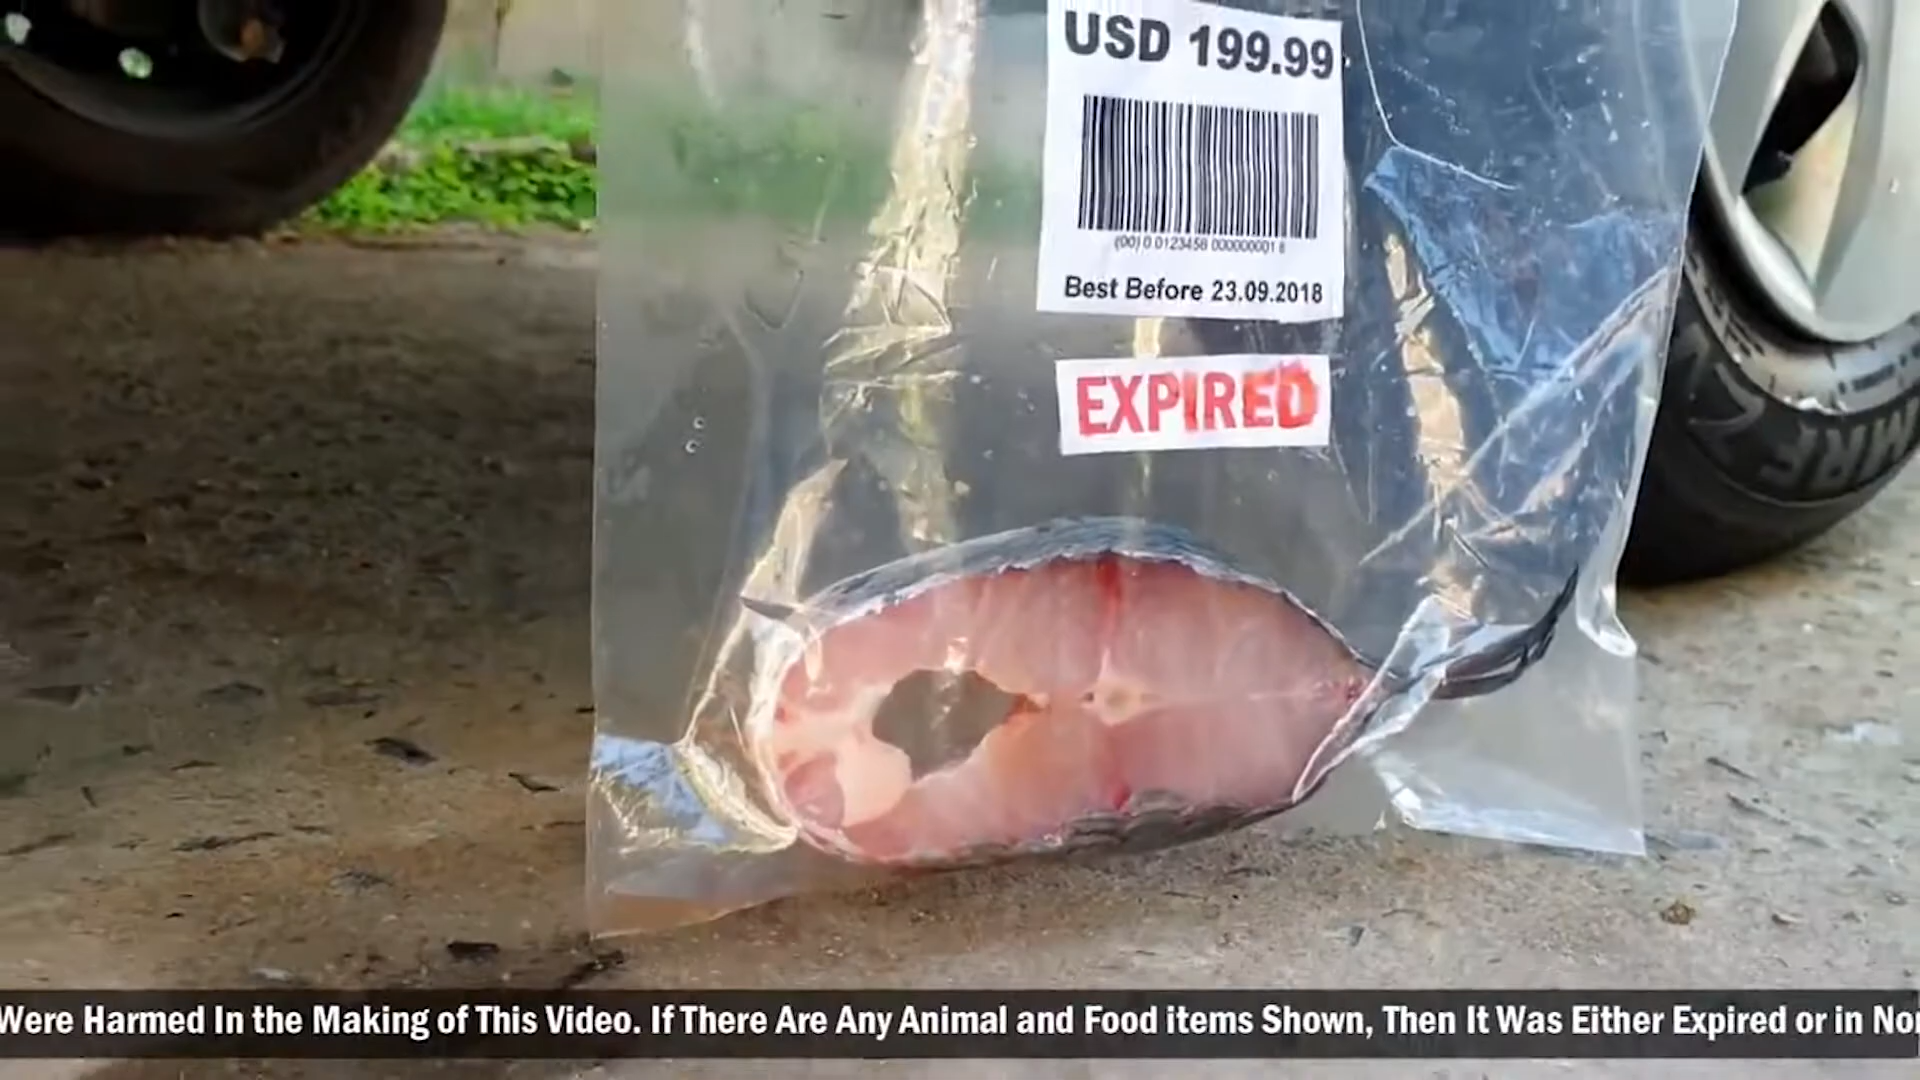 USD 199.99
(00) 0 0123456 000000001 8
Best Before 23.09.2018
EXPIRED
MRF
Were Harmed In the Making of This Video. If There Are Any Animal and Food items Shown, Then It Was Either Expired or in Nor